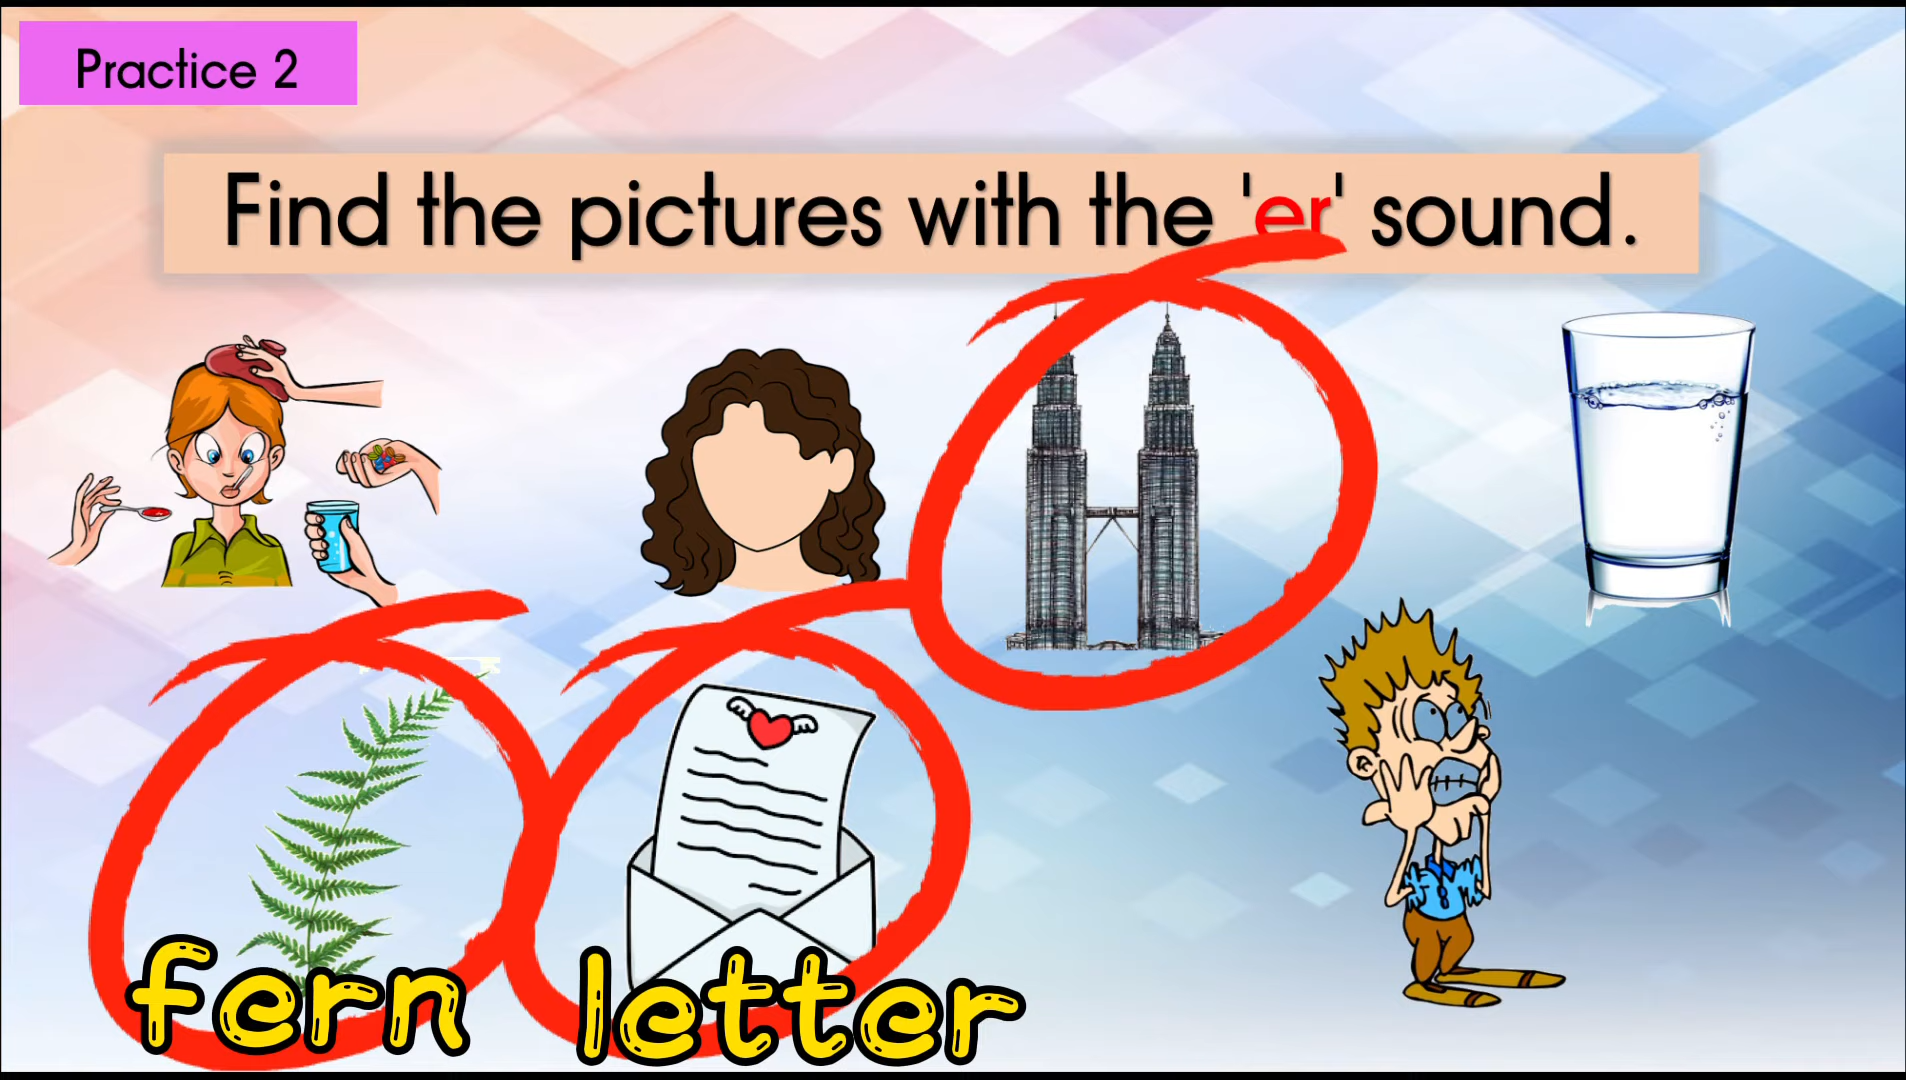 Practice 2
Find the pictures with the 'er' sound.
fern
letter